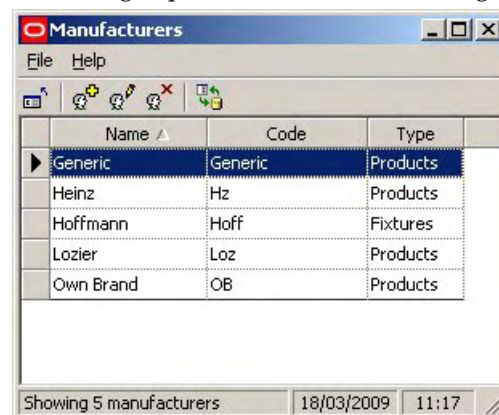 Manufacturers
File Help
Name Code Type
Generic Generic Products
Heinz Hz Products
Hoffmann Hoff Fixtures
Lozier Loz Products
Own Brand OB Products
Showing 5 manufacturers 18/03/2009 11:17